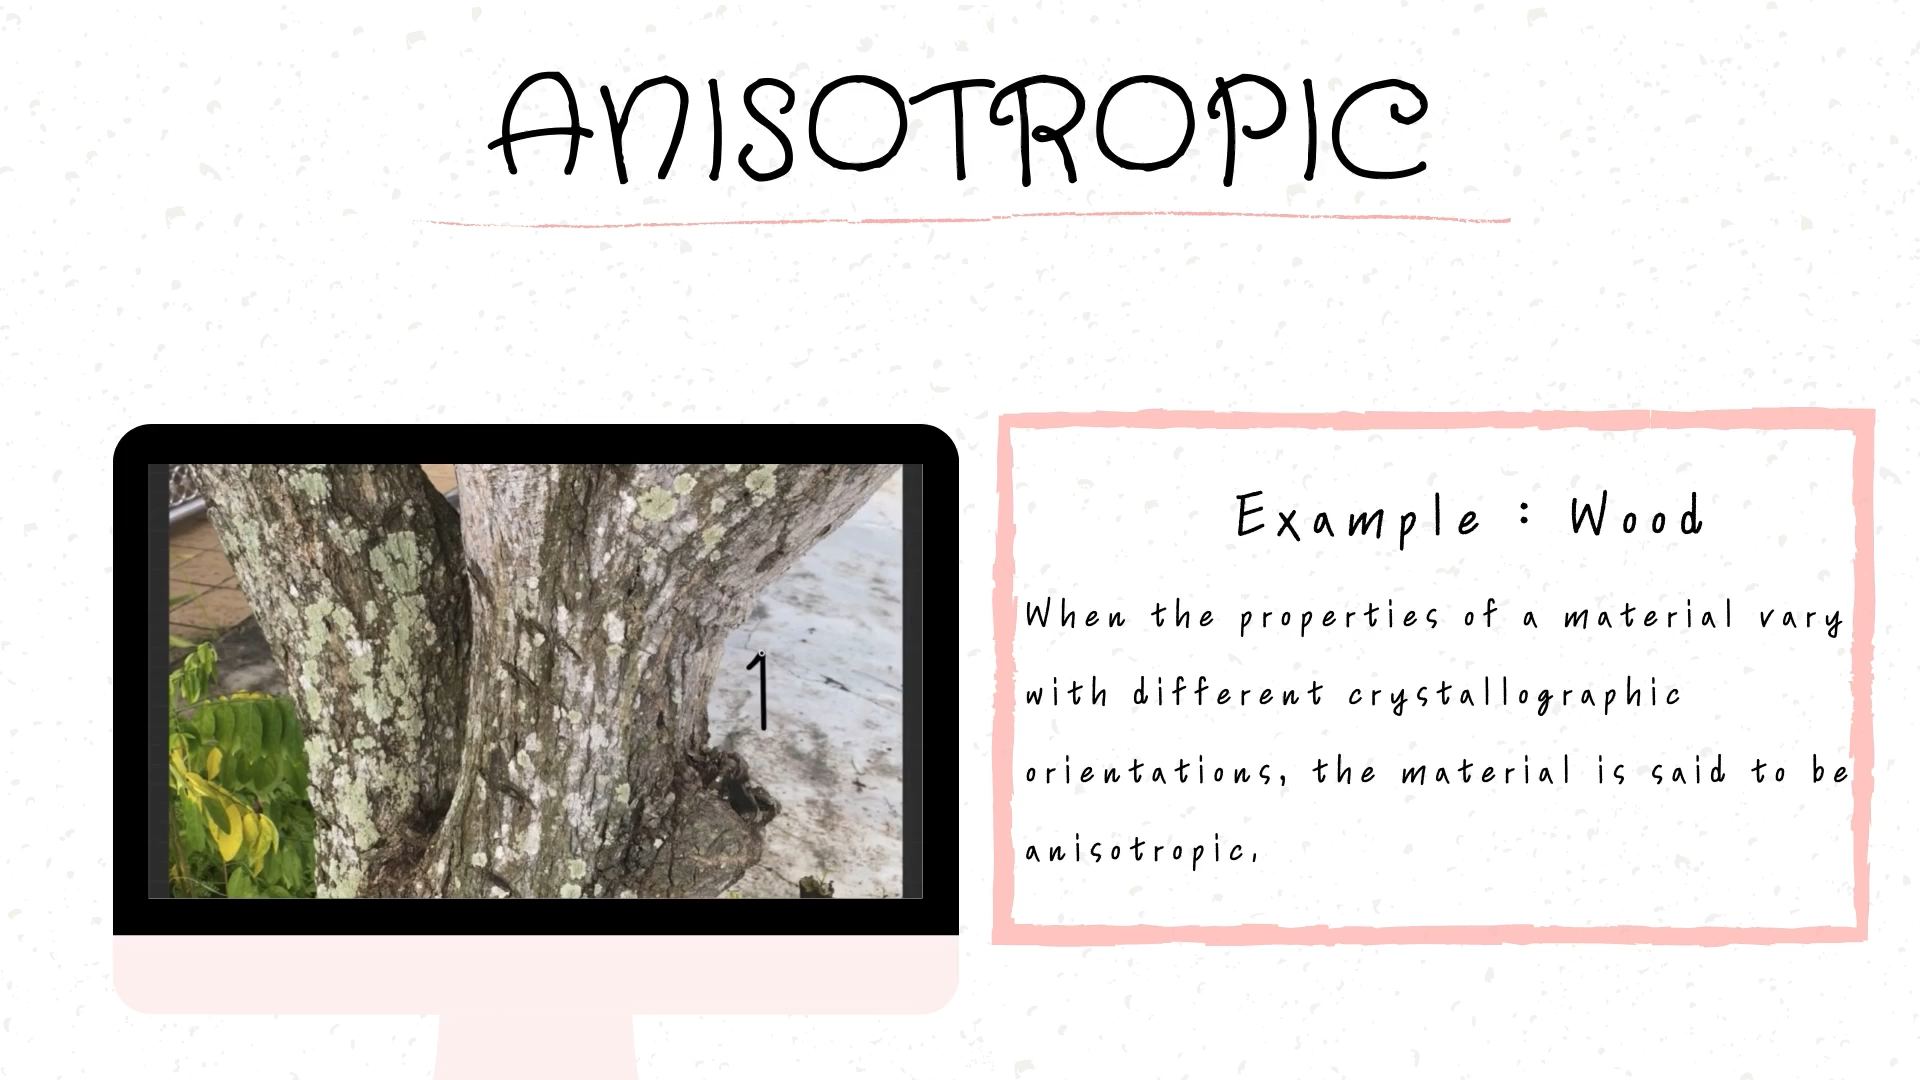 ANISOTROPIC
1
Example : Wood
When the properties of a material vary
with different crystallographic
orientations, the material is said to be
anisotropic.